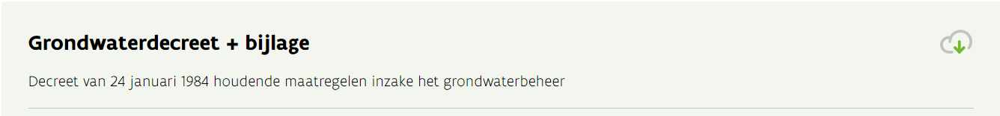 Grondwaterdecreet + bijlage
Decreet van 24 januari 1984 houdende maatregelen inzake het grondwaterbeheer